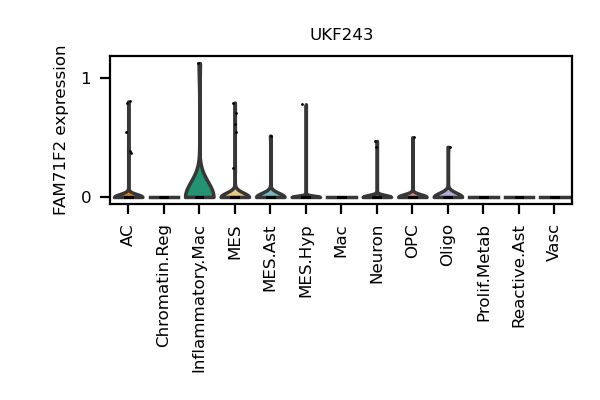 UKF243
FAM71F2 expression
1
0
AC
Chromatin.Reg
Inflammatory.Mac
MES
MES.Ast
MES.Hyp
Mac
Neuron
OPC
Oligo
Prolif.Metab
Reactive.Ast
Vasc